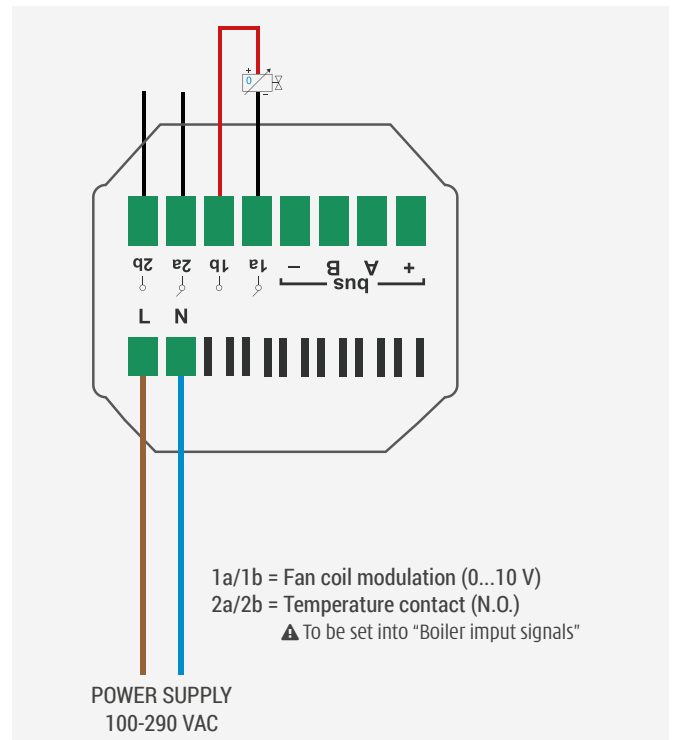 +
0
−
2b 2a 1b 1a − B A +
bus
L N
1a/1b = Fan coil modulation (0...10 V)
2a/2b = Temperature contact (N.O.)
⚠ To be set into “Boiler imput signals”
POWER SUPPLY
100-290 VAC